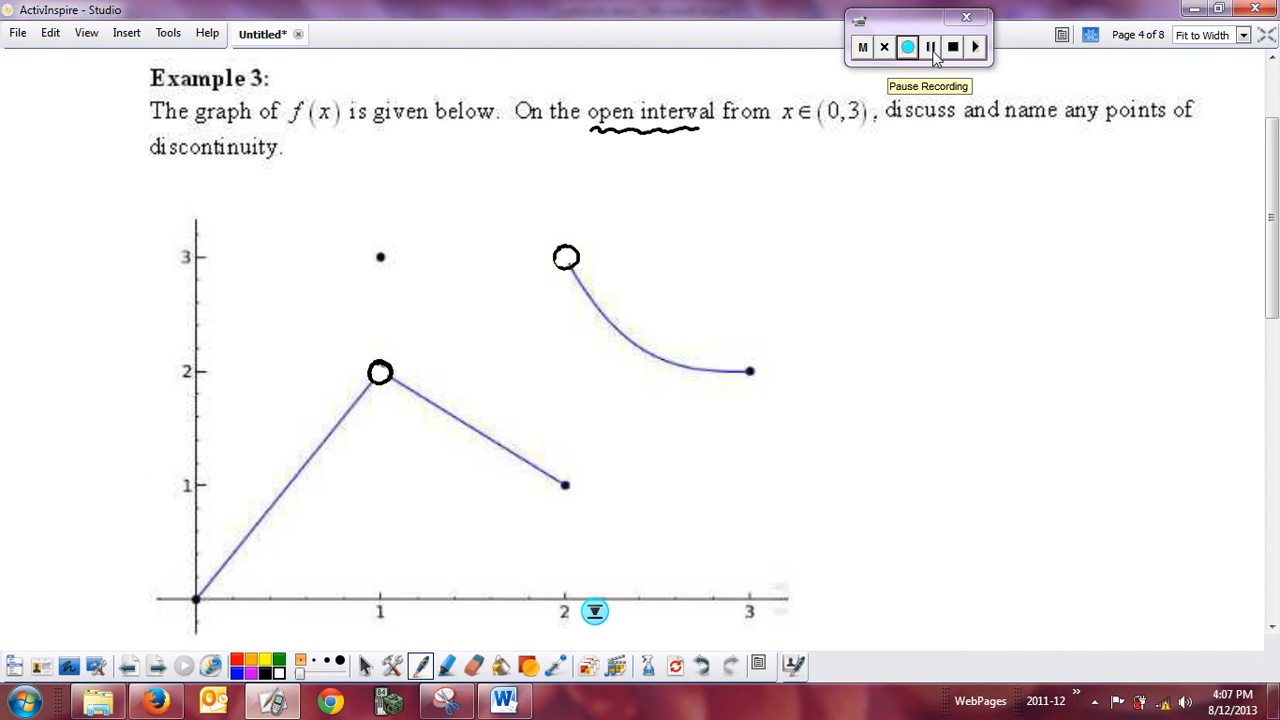 ActivInspire - Studio
File Edit View Insert Tools Help Untitled* Page 4 of 8 Fit to Width
M
Pause Recording
Example 3:
The graph of f(x) is given below. On the open interval from x∈(0,3), discuss and name any points of
discontinuity.
3
2
1
1 2 3
WebPages 2011-12 » 4:07 PM
8/12/2013